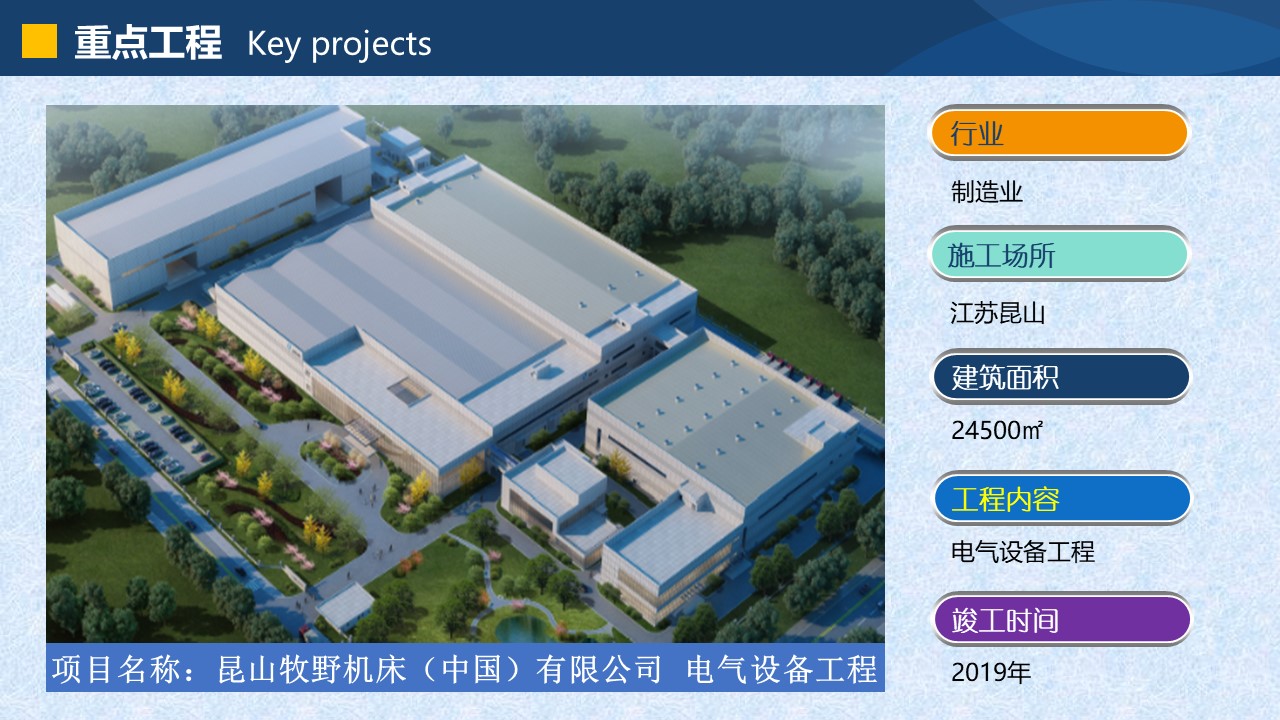 重点工程 Key projects
行业
制造业
施工场所
江苏昆山
建筑面积
24500㎡
工程内容
电气设备工程
竣工时间
2019年
项目名称：昆山牧野机床（中国）有限公司 电气设备工程